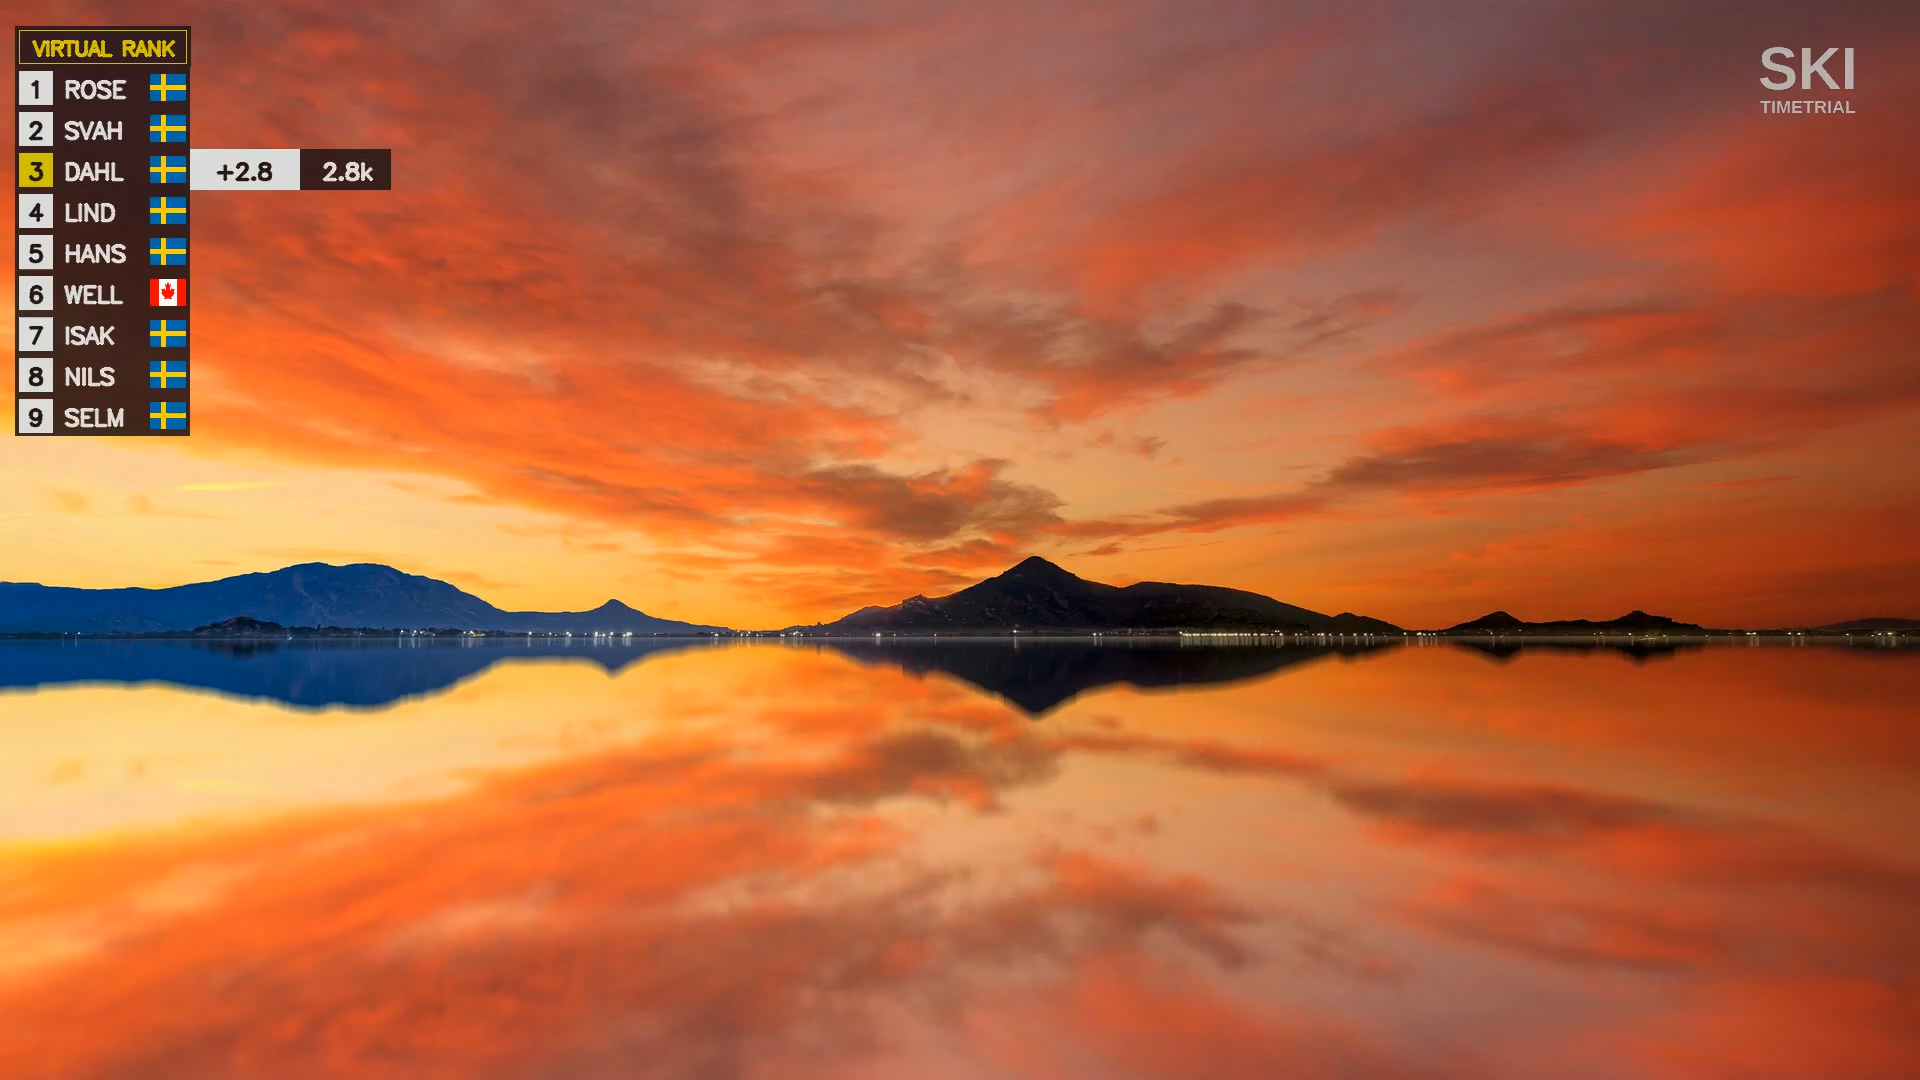 VIRTUAL RANK
1 ROSE
2 SVAH
3 DAHL +2.8 2.8k
4 LIND
5 HANS
6 WELL
7 ISAK
8 NILS
9 SELM
SKI
TIMETRIAL